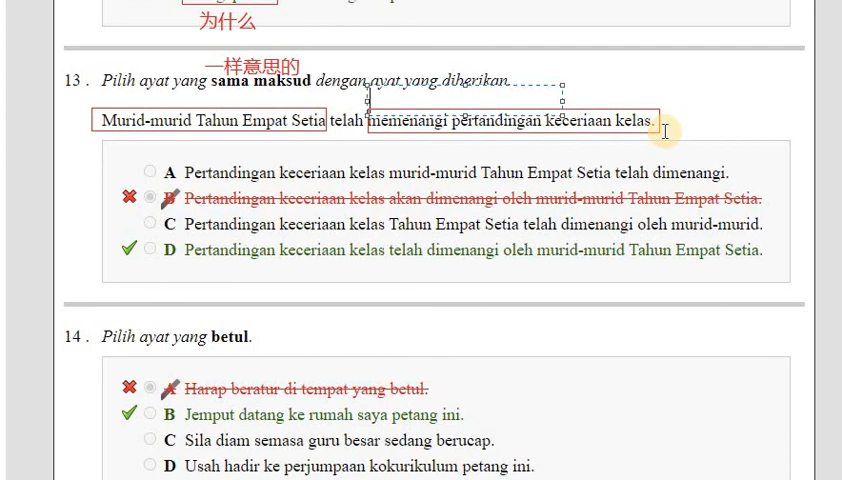 为什么
一样意思的
13 . Pilih ayat yang sama maksud dengan ayat yang diberikan.
Murid-murid Tahun Empat Setia telah memenangi pertandingan keceriaan kelas.
A Pertandingan keceriaan kelas murid-murid Tahun Empat Setia telah dimenangi.
B Pertandingan keceriaan kelas akan dimenangi oleh murid-murid Tahun Empat Setia.
C Pertandingan keceriaan kelas Tahun Empat Setia telah dimenangi oleh murid-murid.
D Pertandingan keceriaan kelas telah dimenangi oleh murid-murid Tahun Empat Setia.
14 . Pilih ayat yang betul.
A Harap beratur di tempat yang betul.
B Jemput datang ke rumah saya petang ini.
C Sila diam semasa guru besar sedang berucap.
D Usah hadir ke perjumpaan kokurikulum petang ini.